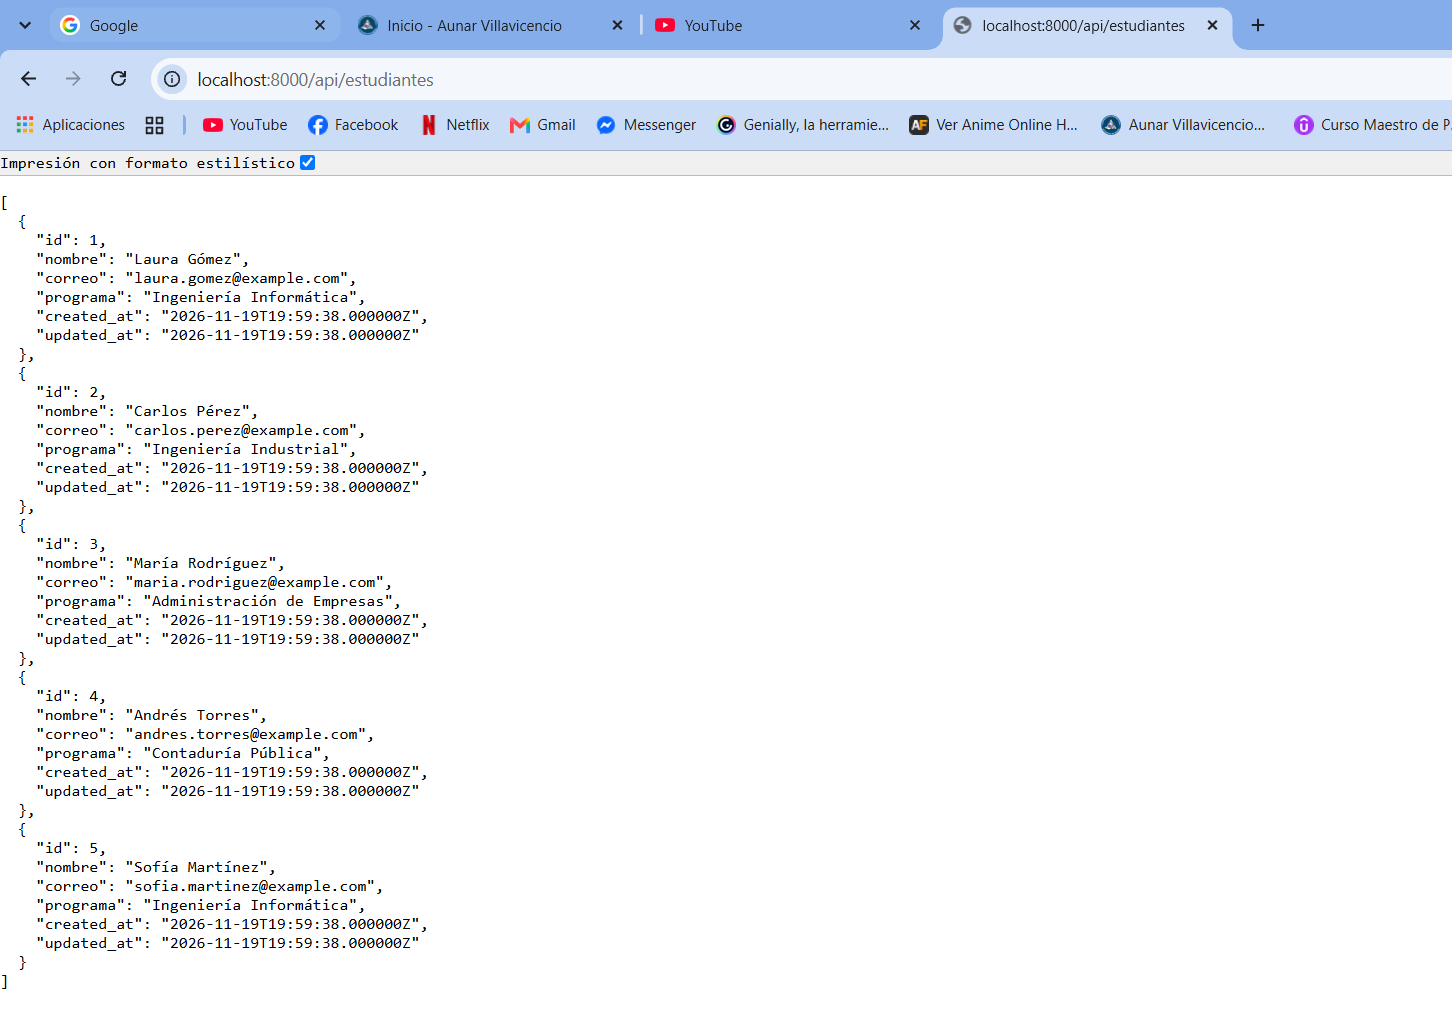 Google
Inicio - Aunar Villavicencio
YouTube
localhost:8000/api/estudiantes
localhost:8000/api/estudiantes
Aplicaciones
YouTube
Facebook
Netflix
Gmail
Messenger
Genially, la herramie...
AF Ver Anime Online H...
Aunar Villavicencio...
Curso Maestro de P
Impresión con formato estilístico
[
  {
    "id": 1,
    "nombre": "Laura Gómez",
    "correo": "laura.gomez@example.com",
    "programa": "Ingeniería Informática",
    "created_at": "2026-11-19T19:59:38.000000Z",
    "updated_at": "2026-11-19T19:59:38.000000Z"
  },
  {
    "id": 2,
    "nombre": "Carlos Pérez",
    "correo": "carlos.perez@example.com",
    "programa": "Ingeniería Industrial",
    "created_at": "2026-11-19T19:59:38.000000Z",
    "updated_at": "2026-11-19T19:59:38.000000Z"
  },
  {
    "id": 3,
    "nombre": "María Rodríguez",
    "correo": "maria.rodriguez@example.com",
    "programa": "Administración de Empresas",
    "created_at": "2026-11-19T19:59:38.000000Z",
    "updated_at": "2026-11-19T19:59:38.000000Z"
  },
  {
    "id": 4,
    "nombre": "Andrés Torres",
    "correo": "andres.torres@example.com",
    "programa": "Contaduría Pública",
    "created_at": "2026-11-19T19:59:38.000000Z",
    "updated_at": "2026-11-19T19:59:38.000000Z"
  },
  {
    "id": 5,
    "nombre": "Sofía Martínez",
    "correo": "sofia.martinez@example.com",
    "programa": "Ingeniería Informática",
    "created_at": "2026-11-19T19:59:38.000000Z",
    "updated_at": "2026-11-19T19:59:38.000000Z"
  }
]